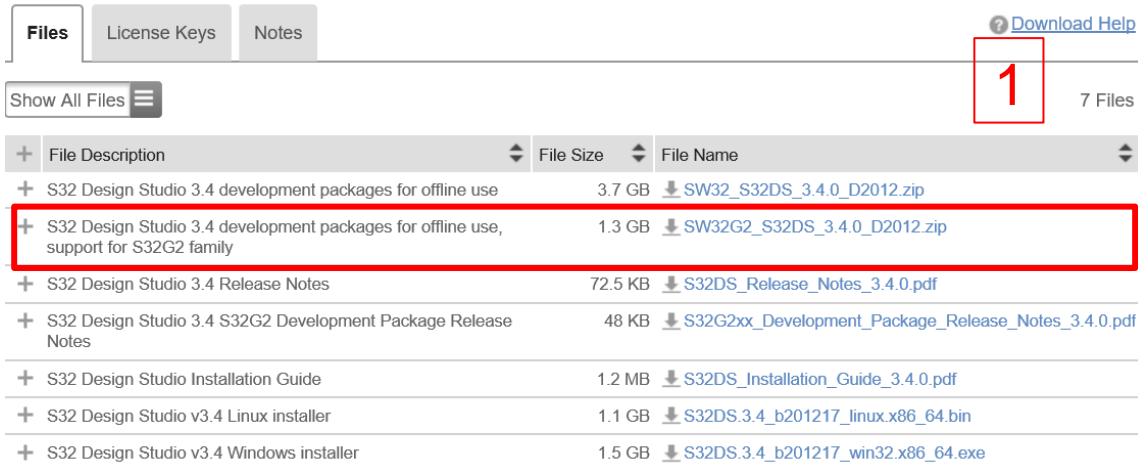 Files License Keys Notes Download Help
1
Show All Files 7 Files
File Description File Size File Name
S32 Design Studio 3.4 development packages for offline use 3.7 GB SW32_S32DS_3.4.0_D2012.zip
S32 Design Studio 3.4 development packages for offline use, 1.3 GB SW32G2_S32DS_3.4.0_D2012.zip
support for S32G2 family
S32 Design Studio 3.4 Release Notes 72.5 KB S32DS_Release_Notes_3.4.0.pdf
S32 Design Studio 3.4 S32G2 Development Package Release 48 KB S32G2xx_Development_Package_Release_Notes_3.4.0.pdf
Notes
S32 Design Studio Installation Guide 1.2 MB S32DS_Installation_Guide_3.4.0.pdf
S32 Design Studio v3.4 Linux installer 1.1 GB S32DS.3.4_b201217_linux.x86_64.bin
S32 Design Studio v3.4 Windows installer 1.5 GB S32DS.3.4_b201217_win32.x86_64.exe